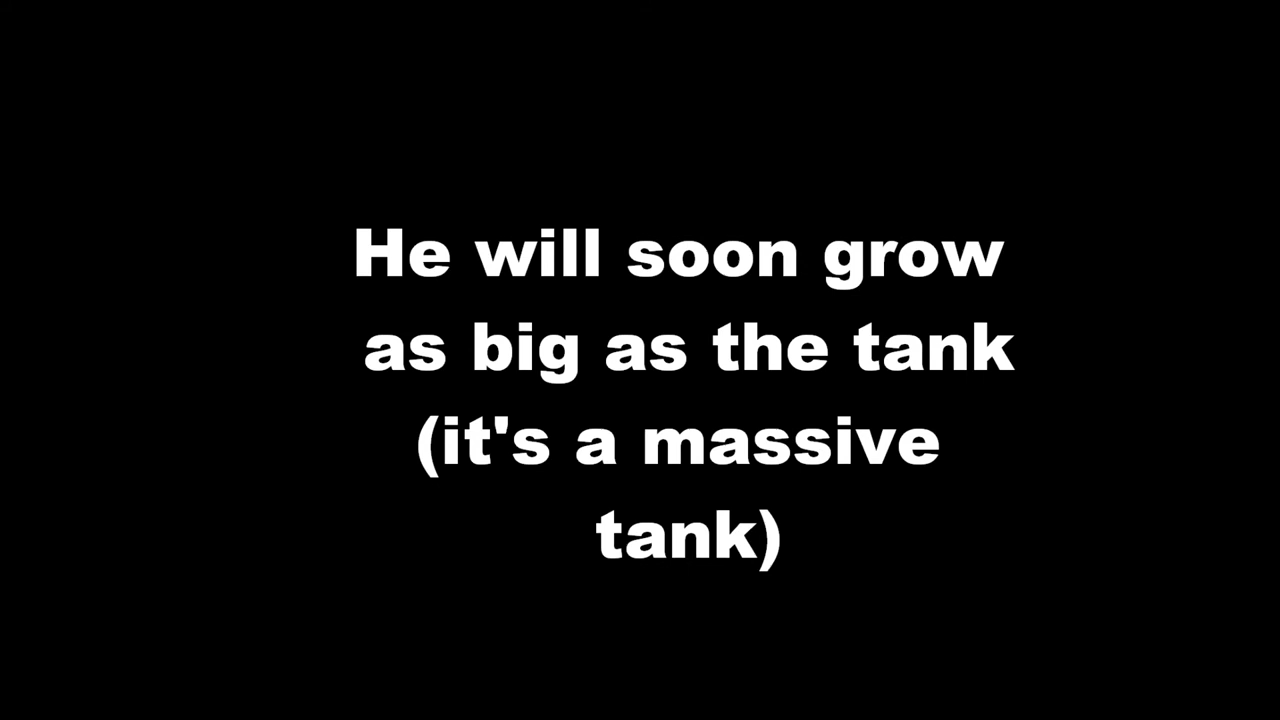 He will soon grow
as big as the tank
(it's a massive
tank)